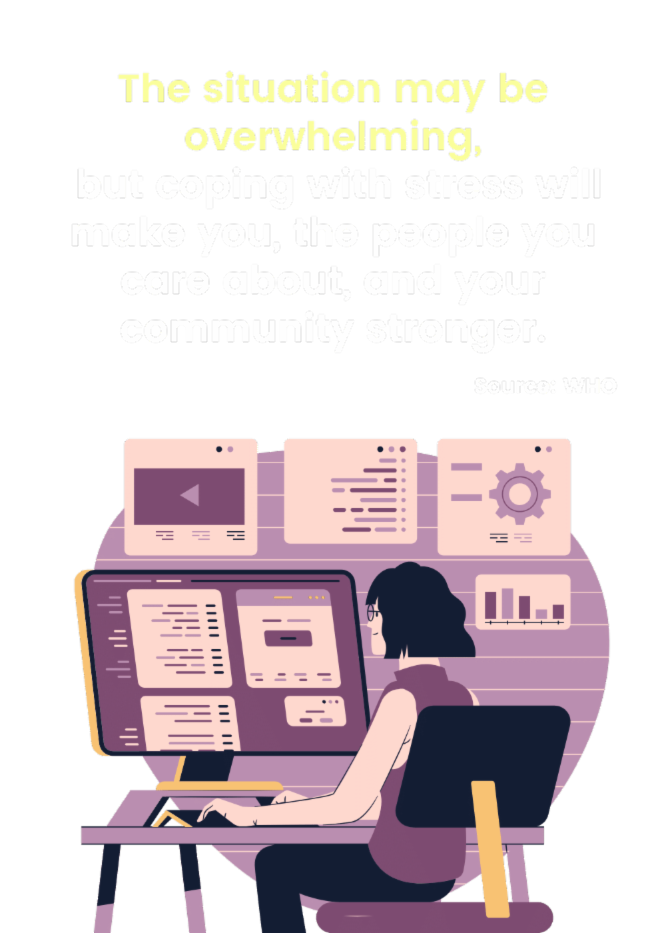 The situation may be
overwhelming,
but coping with stress will
make you, the people you
care about, and your
community stronger.
Source: WHO